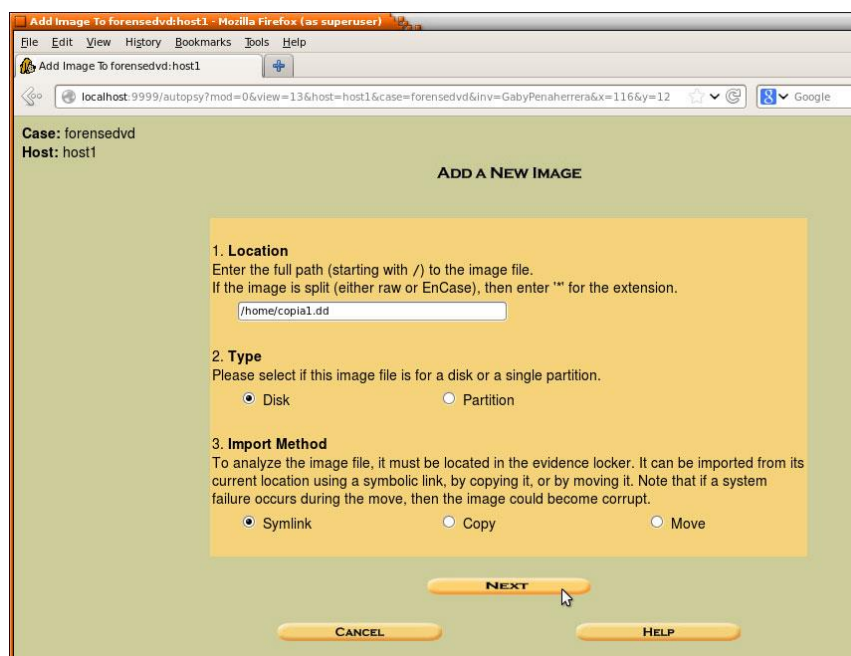 Add Image To forensedvd:host1 - Mozilla Firefox (as superuser)
File Edit View History Bookmarks Tools Help
Add Image To forensedvd:host1
localhost:9999/autopsy?mod=0&view=13&host=host1&case=forensedvd&inv=GabyPenaherrera&x=116&y=12
Google
Case: forensedvd
Host: host1
ADD A NEW IMAGE
1. Location
Enter the full path (starting with /) to the image file.
If the image is split (either raw or EnCase), then enter '*' for the extension.
/home/copia1.dd
2. Type
Please select if this image file is for a disk or a single partition.
Disk Partition
3. Import Method
To analyze the image file, it must be located in the evidence locker. It can be imported from its
current location using a symbolic link, by copying it, or by moving it. Note that if a system
failure occurs during the move, then the image could become corrupt.
Symlink Copy Move
NEXT
CANCEL HELP